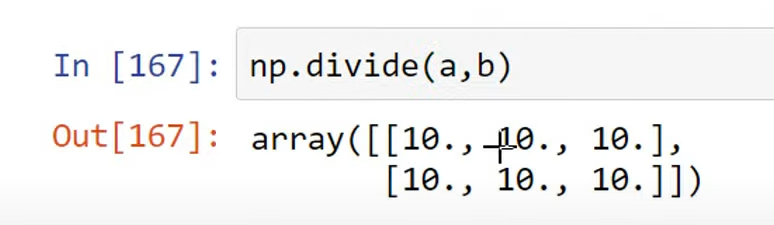 In [167]: np.divide(a,b)
Out[167]: array([[10., 10., 10.],
[10., 10., 10.]])